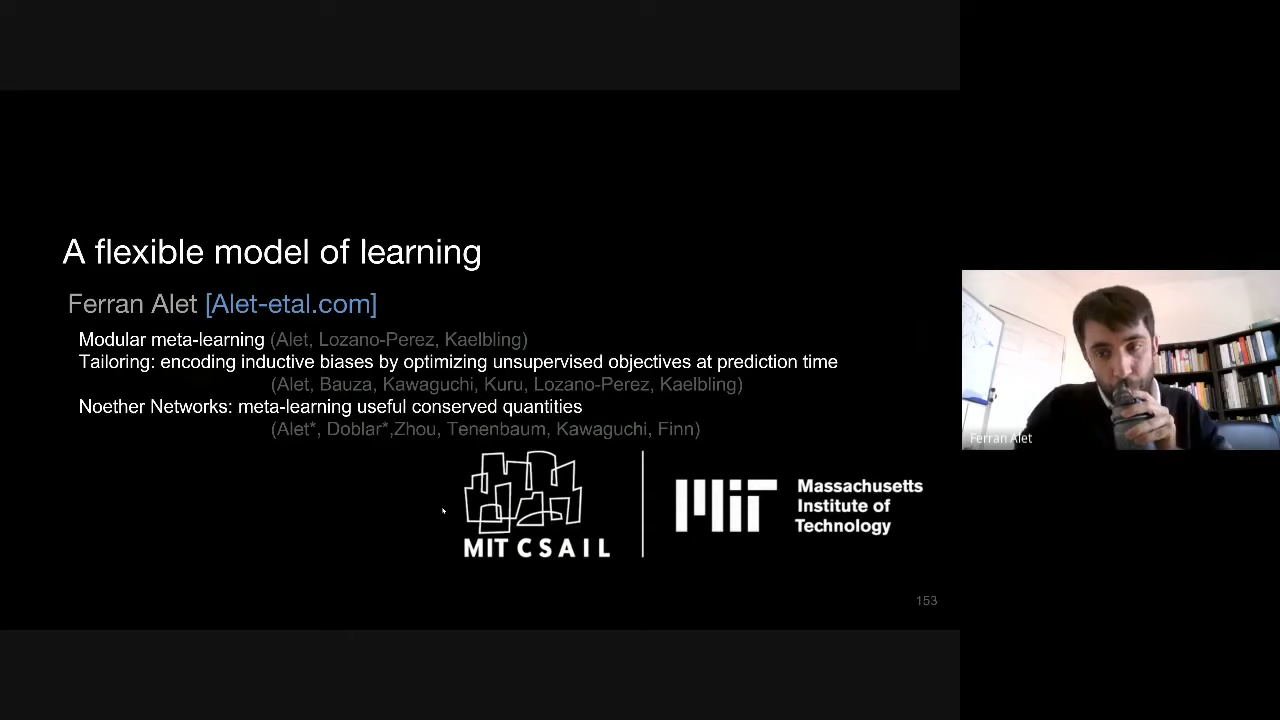 A flexible model of learning
Ferran Alet [Alet-etal.com]
Modular meta-learning (Alet, Lozano-Perez, Kaelbling)
Tailoring: encoding inductive biases by optimizing unsupervised objectives at prediction time
(Alet, Bauza, Kawaguchi, Kuru, Lozano-Perez, Kaelbling)
Noether Networks: meta-learning useful conserved quantities
(Alet*, Doblar*,Zhou, Tenenbaum, Kawaguchi, Finn)
MIT CSAIL
MIT
Massachusetts
Institute of
Technology
153
Ferran Alet